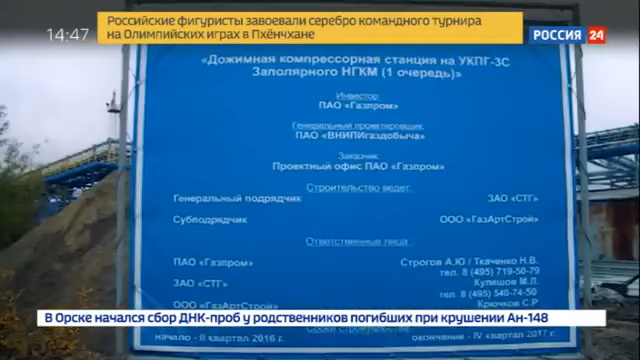 14:47
Российские фигуристы завоевали серебро командного турнира
на Олимпийских играх в Пхёнчхане
РОССИЯ 24
«Дожимная компрессорная станция на УКПГ-3С
Заполярного НГКМ (1 очередь)»
Инвестор
ПАО «Газпром»
Генеральный проектировщик:
ПАО «ВНИПИгаздобыча»
Заказчик:
Проектный офис ПАО «Газпром»
Строительство ведет:
Генеральный подрядчик ЗАО «СТГ»
Субподрядчик ООО «ГазАртСтрой»
Ответственные лица:
ПАО «Газпром» Строгов А.Ю / Ткаченко Н.В.
тел. 8 (495) 719-50-79
ЗАО «СТГ» Кулишов М.Л.
тел. 8 (495) 540-74-50
ООО «ГазАртСтрой» Крючков С.Р
В Орске начался сбор ДНК-проб у родственников погибших при крушении Ан-148
Сроки строительства
начало - II квартал 2016 г. окончание - IV квартал 2017 г.